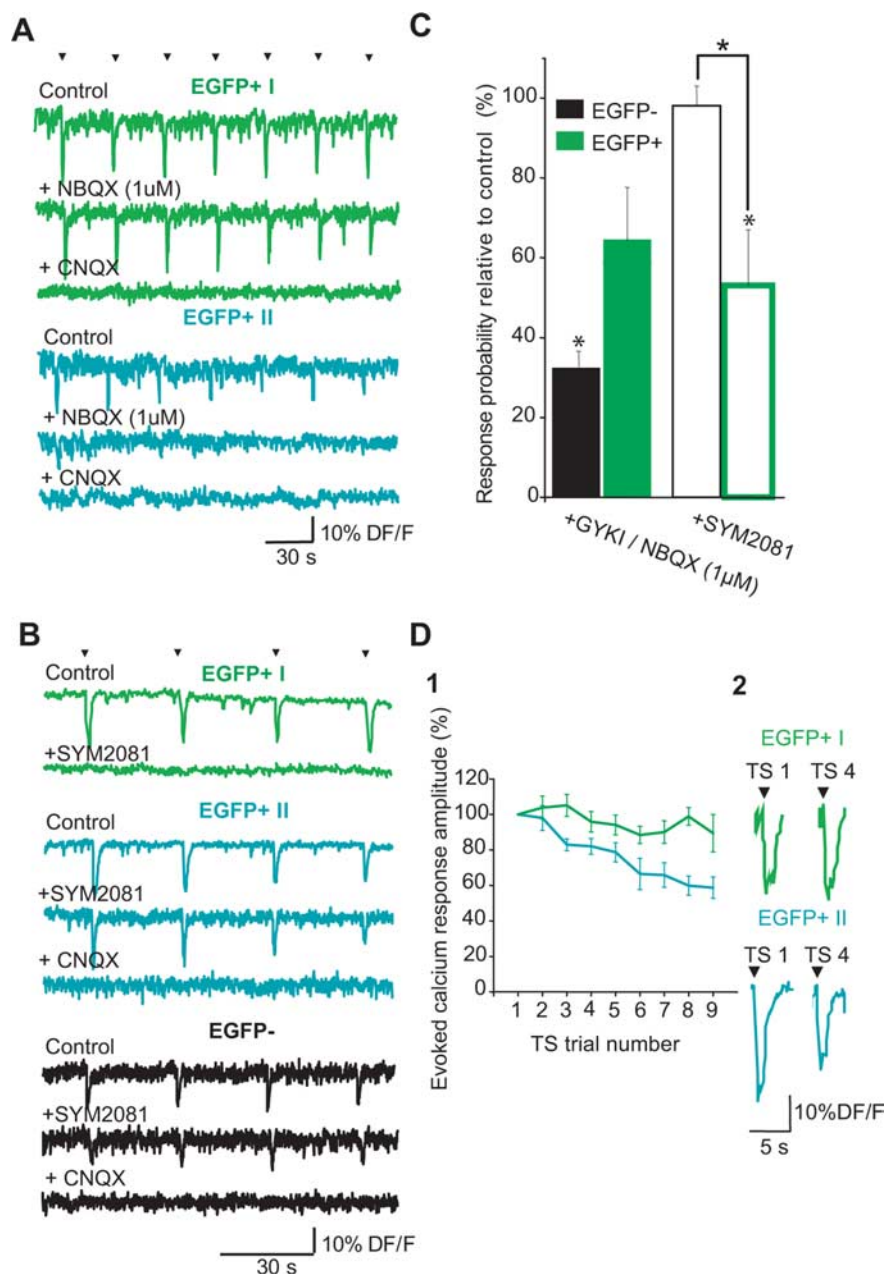 A
Control
EGFP+ I
+ NBQX (1uM)
+ CNQX
EGFP+ II
Control
+ NBQX (1uM)
+ CNQX
10% DF/F
30 s
B
Control
EGFP+ I
+SYM2081
EGFP+ II
Control
+SYM2081
+ CNQX
EGFP-
Control
+SYM2081
+ CNQX
10% DF/F
30 s
C
Response probability relative to control (%)
100
80
60
40
20
0
EGFP-
EGFP+
*
*
*
+GYKI / NBQX (1µM)
+SYM2081
D
1
Evoked calcium response amplitude (%)
120
100
80
60
40
20
0
1 2 3 4 5 6 7 8 9
TS trial number
2
EGFP+ I
TS 1 TS 4
EGFP+ II
TS 1 TS 4
10%DF/F
5 s